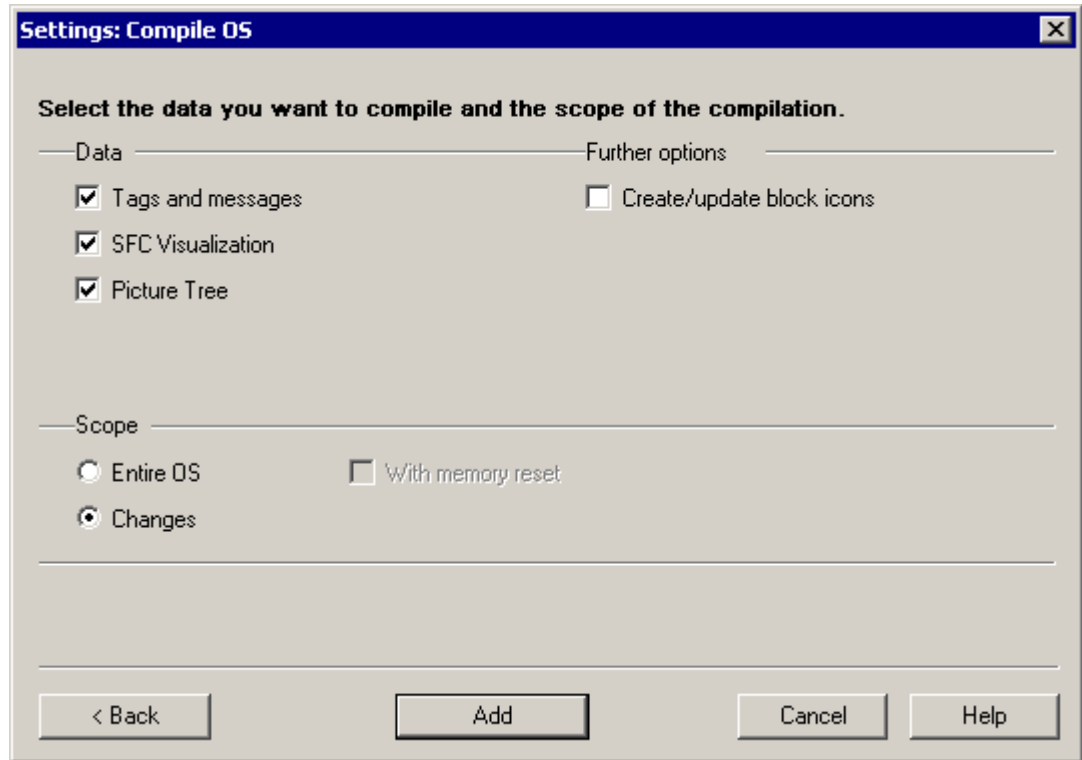 Settings: Compile OS
Select the data you want to compile and the scope of the compilation.
Data
Further options
Tags and messages
Create/update block icons
SFC Visualization
Picture Tree
Scope
Entire OS
With memory reset
Changes
< Back
Add
Cancel
Help